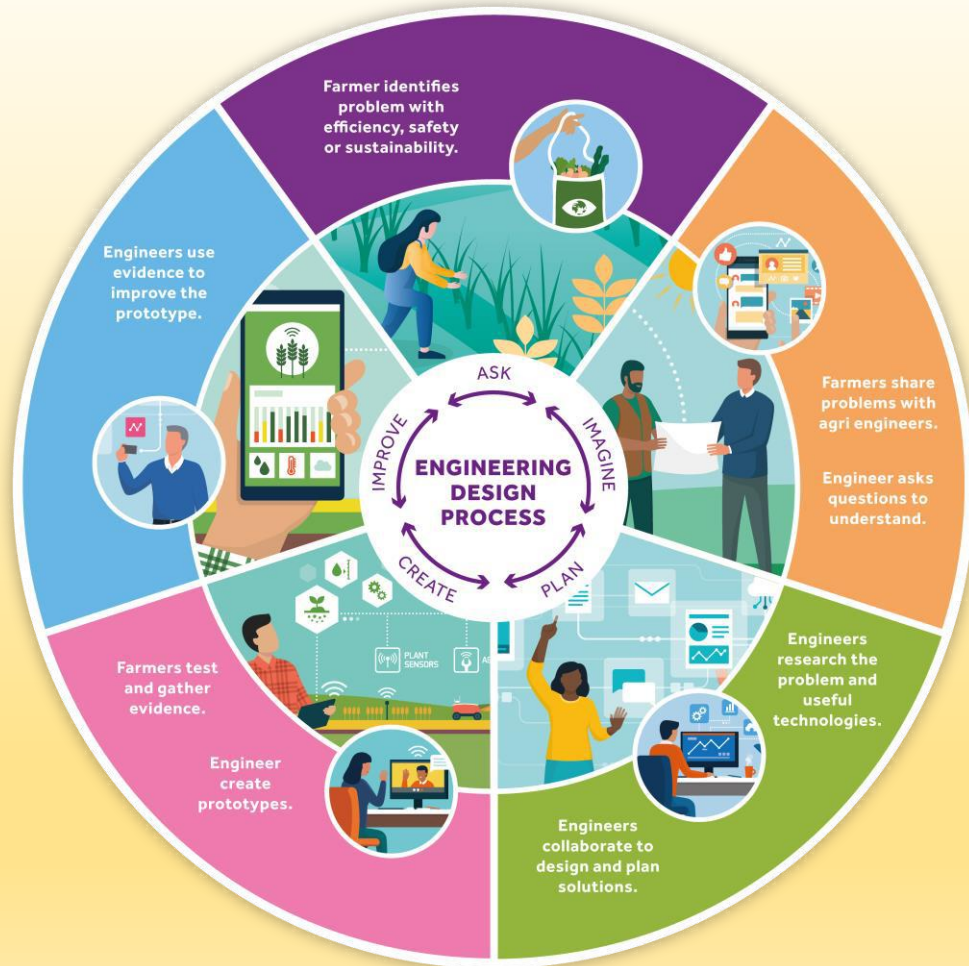 Farmer identifies
problem with
efficiency, safety
or sustainability.
Farmers share
problems with
agri engineers.
Engineer asks
questions to
understand.
Engineers
research the
problem and
useful
technologies.
Engineers
collaborate to
design and plan
solutions.
Farmers test
and gather
evidence.
Engineer
create
prototypes.
Engineers use
evidence to
improve the
prototype.
ASK
IMAGINE
PLAN
CREATE
IMPROVE
ENGINEERING
DESIGN
PROCESS
PLANT
SENSORS